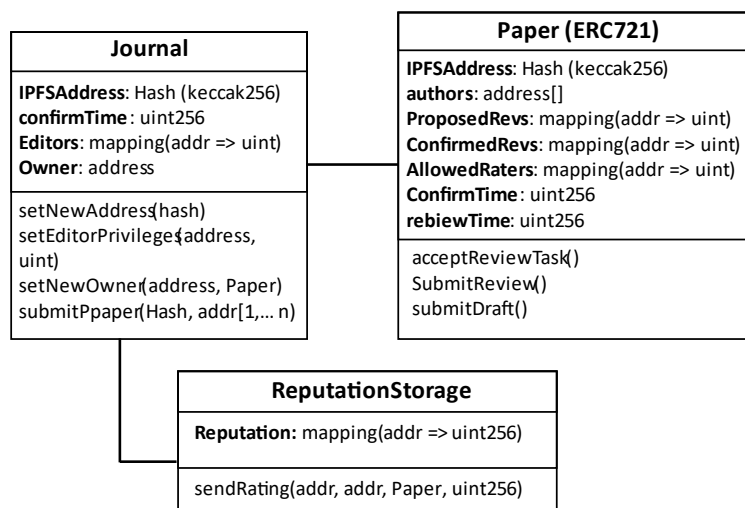 Journal
IPFSAddress: Hash (keccak256)
confirmTime: uint256
Editors: mapping(addr => uint)
Owner: address
setNewAddress(hash)
setEditorPrivileges(address,
uint)
setNewOwner(address, Paper)
submitPpaper(Hash, addr[1,... n)
Paper (ERC721)
IPFSAddress: Hash (keccak256)
authors: address[]
ProposedRevs: mapping(addr => uint)
ConfirmedRevs: mapping(addr => uint)
AllowedRaters: mapping(addr => uint)
ConfirmTime: uint256
rebiewTime: uint256
acceptReviewTask()
SubmitReview()
submitDraft()
ReputationStorage
Reputation: mapping(addr => uint256)
sendRating(addr, addr, Paper, uint256)